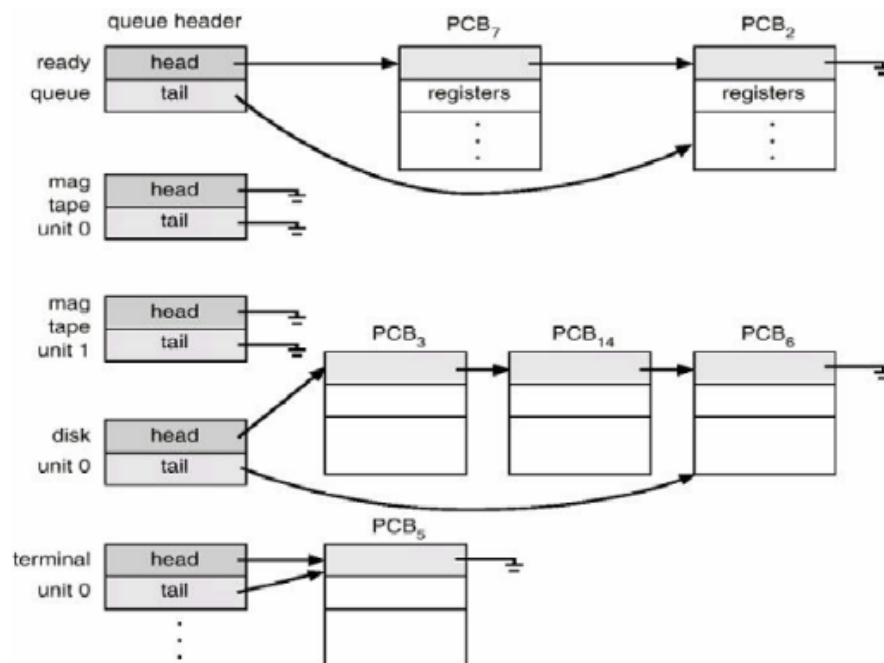 queue header
PCB7
PCB2
ready
queue
head
tail
registers
registers
mag
tape
unit 0
head
tail
mag
tape
unit 1
head
tail
PCB3
PCB14
PCB6
disk
unit 0
head
tail
PCB5
terminal
unit 0
head
tail